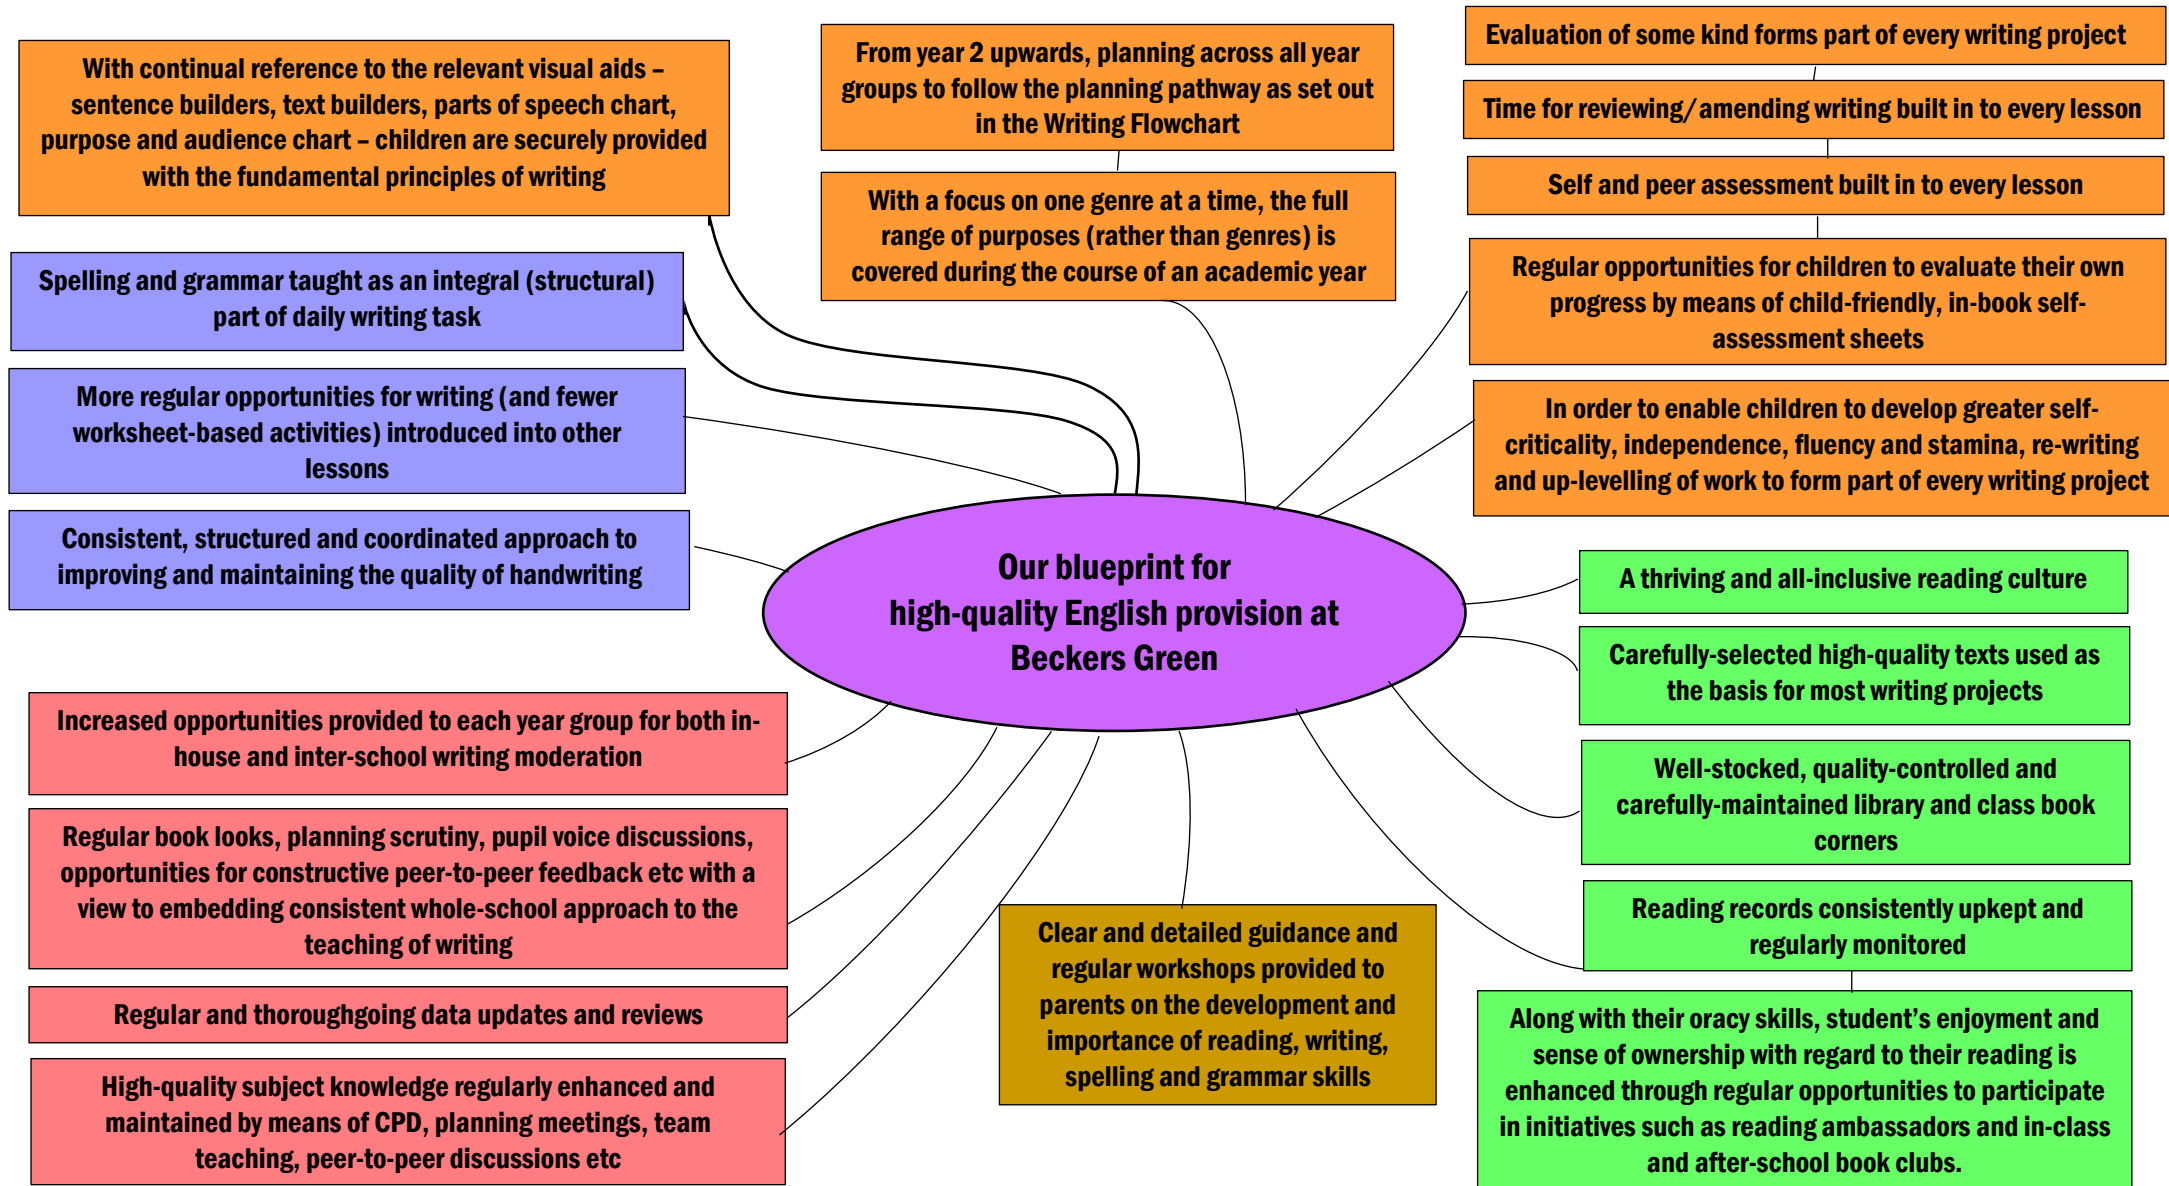 With continual reference to the relevant visual aids –
sentence builders, text builders, parts of speech chart,
purpose and audience chart – children are securely provided
with the fundamental principles of writing
Spelling and grammar taught as an integral (structural)
part of daily writing task
More regular opportunities for writing (and fewer
worksheet-based activities) introduced into other
lessons
Consistent, structured and coordinated approach to
improving and maintaining the quality of handwriting
From year 2 upwards, planning across all year
groups to follow the planning pathway as set out
in the Writing Flowchart
With a focus on one genre at a time, the full
range of purposes (rather than genres) is
covered during the course of an academic year
Evaluation of some kind forms part of every writing project
Time for reviewing/amending writing built in to every lesson
Self and peer assessment built in to every lesson
Regular opportunities for children to evaluate their own
progress by means of child-friendly, in-book self-
assessment sheets
In order to enable children to develop greater self-
criticality, independence, fluency and stamina, re-writing
and up-levelling of work to form part of every writing project
Our blueprint for
high-quality English provision at
Beckers Green
A thriving and all-inclusive reading culture
Carefully-selected high-quality texts used as
the basis for most writing projects
Well-stocked, quality-controlled and
carefully-maintained library and class book
corners
Reading records consistently upkept and
regularly monitored
Along with their oracy skills, student’s enjoyment and
sense of ownership with regard to their reading is
enhanced through regular opportunities to participate
in initiatives such as reading ambassadors and in-class
and after-school book clubs.
Increased opportunities provided to each year group for both in-
house and inter-school writing moderation
Regular book looks, planning scrutiny, pupil voice discussions,
opportunities for constructive peer-to-peer feedback etc with a
view to embedding consistent whole-school approach to the
teaching of writing
Regular and thoroughgoing data updates and reviews
High-quality subject knowledge regularly enhanced and
maintained by means of CPD, planning meetings, team
teaching, peer-to-peer discussions etc
Clear and detailed guidance and
regular workshops provided to
parents on the development and
importance of reading, writing,
spelling and grammar skills